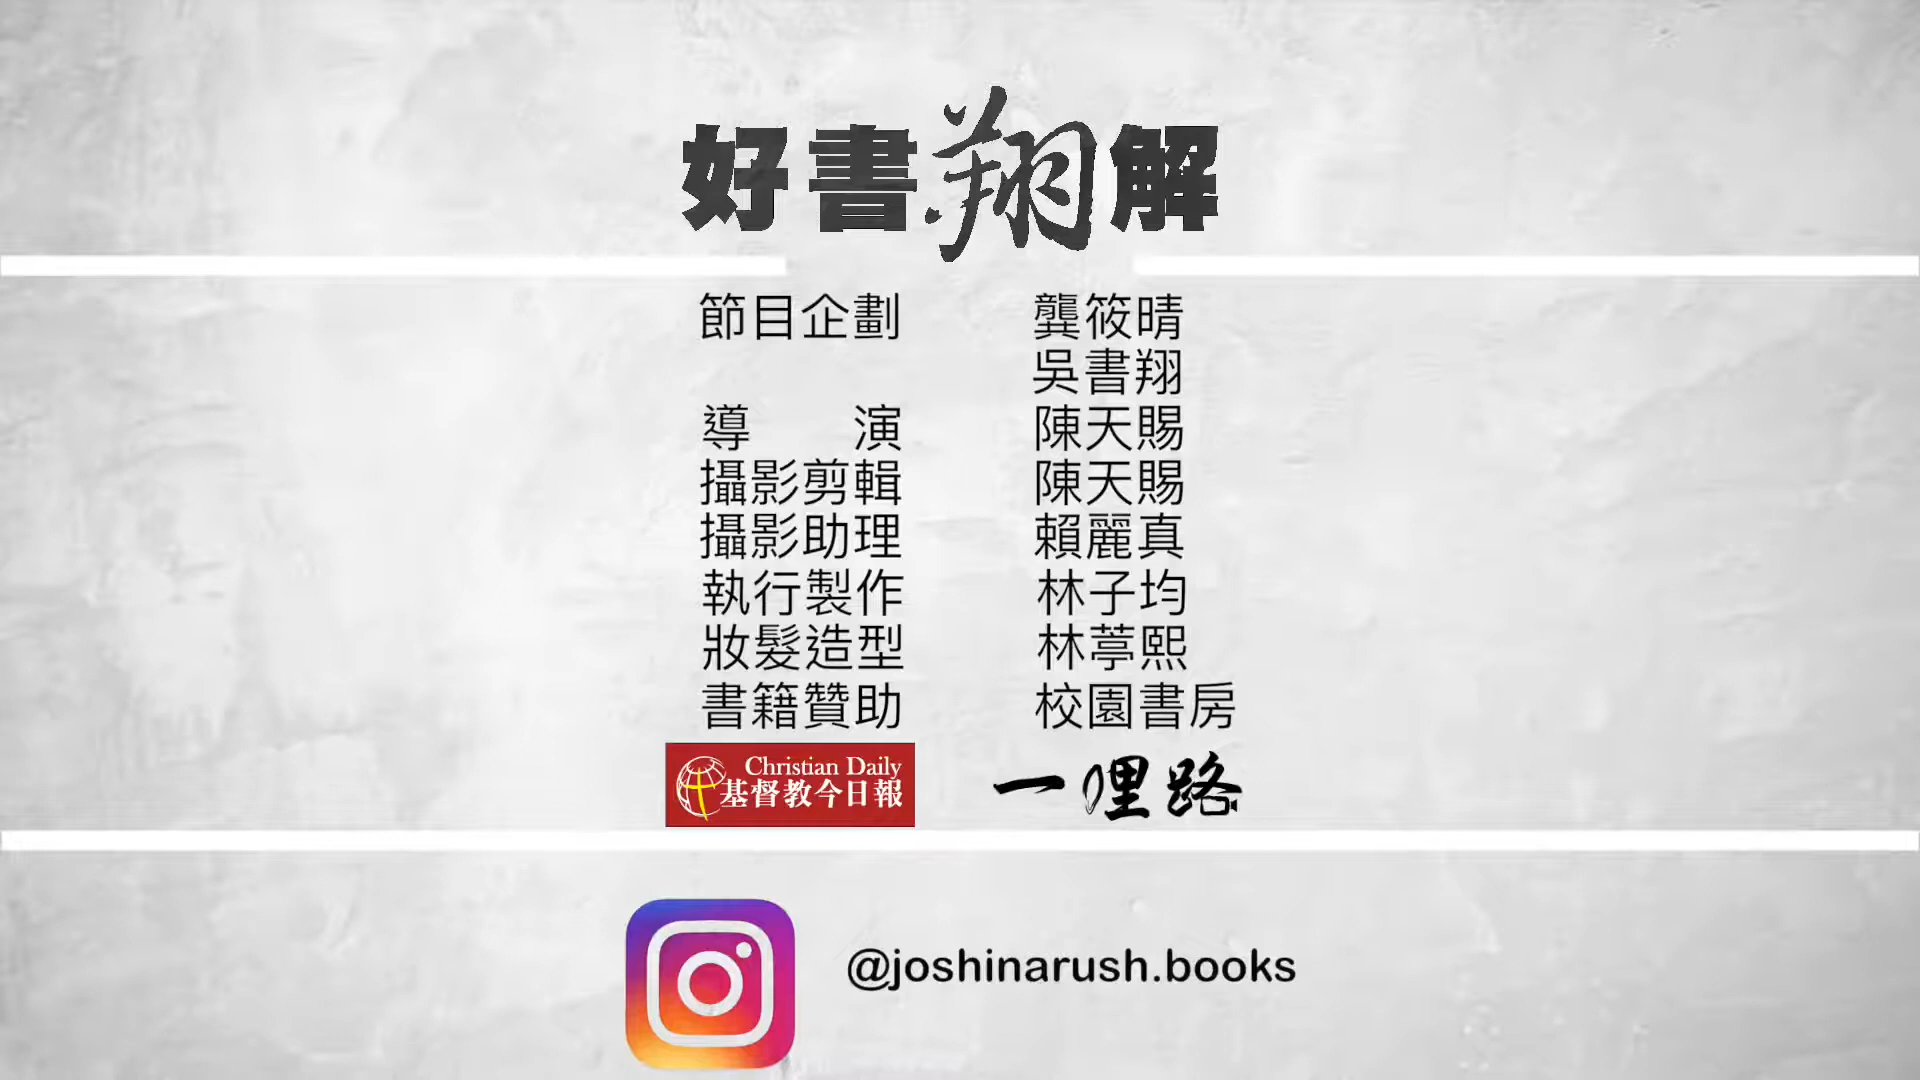 好書翔解
節目企劃 龔筱晴
吳書翔
導 演 陳天賜
攝影剪輯 陳天賜
攝影助理 賴麗真
執行製作 林子均
妝髮造型 林葶熙
書籍贊助 校園書房
Christian Daily
基督教今日報
一哩路
@joshinarush.books